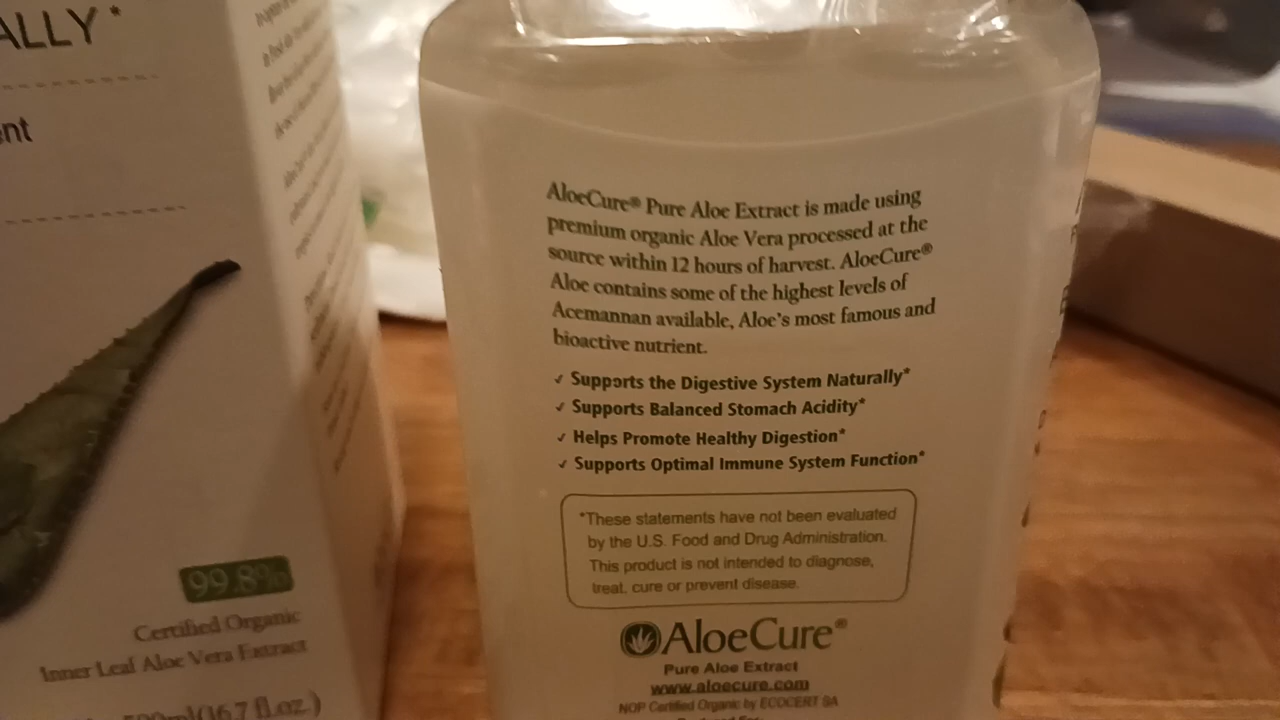 ALLY*
nt
99.8%
Certified Organic
Inner Leaf Aloe Vera Extract
500ml(16.7 fl.oz.)
AloeCure® Pure Aloe Extract is made using
premium organic Aloe Vera processed at the
source within 12 hours of harvest. AloeCure®
Aloe contains some of the highest levels of
Acemannan available, Aloe's most famous and
bioactive nutrient.
✓ Supports the Digestive System Naturally*
✓ Supports Balanced Stomach Acidity*
✓ Helps Promote Healthy Digestion*
✓ Supports Optimal Immune System Function*
*These statements have not been evaluated
by the U.S. Food and Drug Administration.
This product is not intended to diagnose,
treat, cure or prevent disease.
AloeCure®
Pure Aloe Extract
www.aloecure.com
NOP Certified Organic by ECOCERT SA